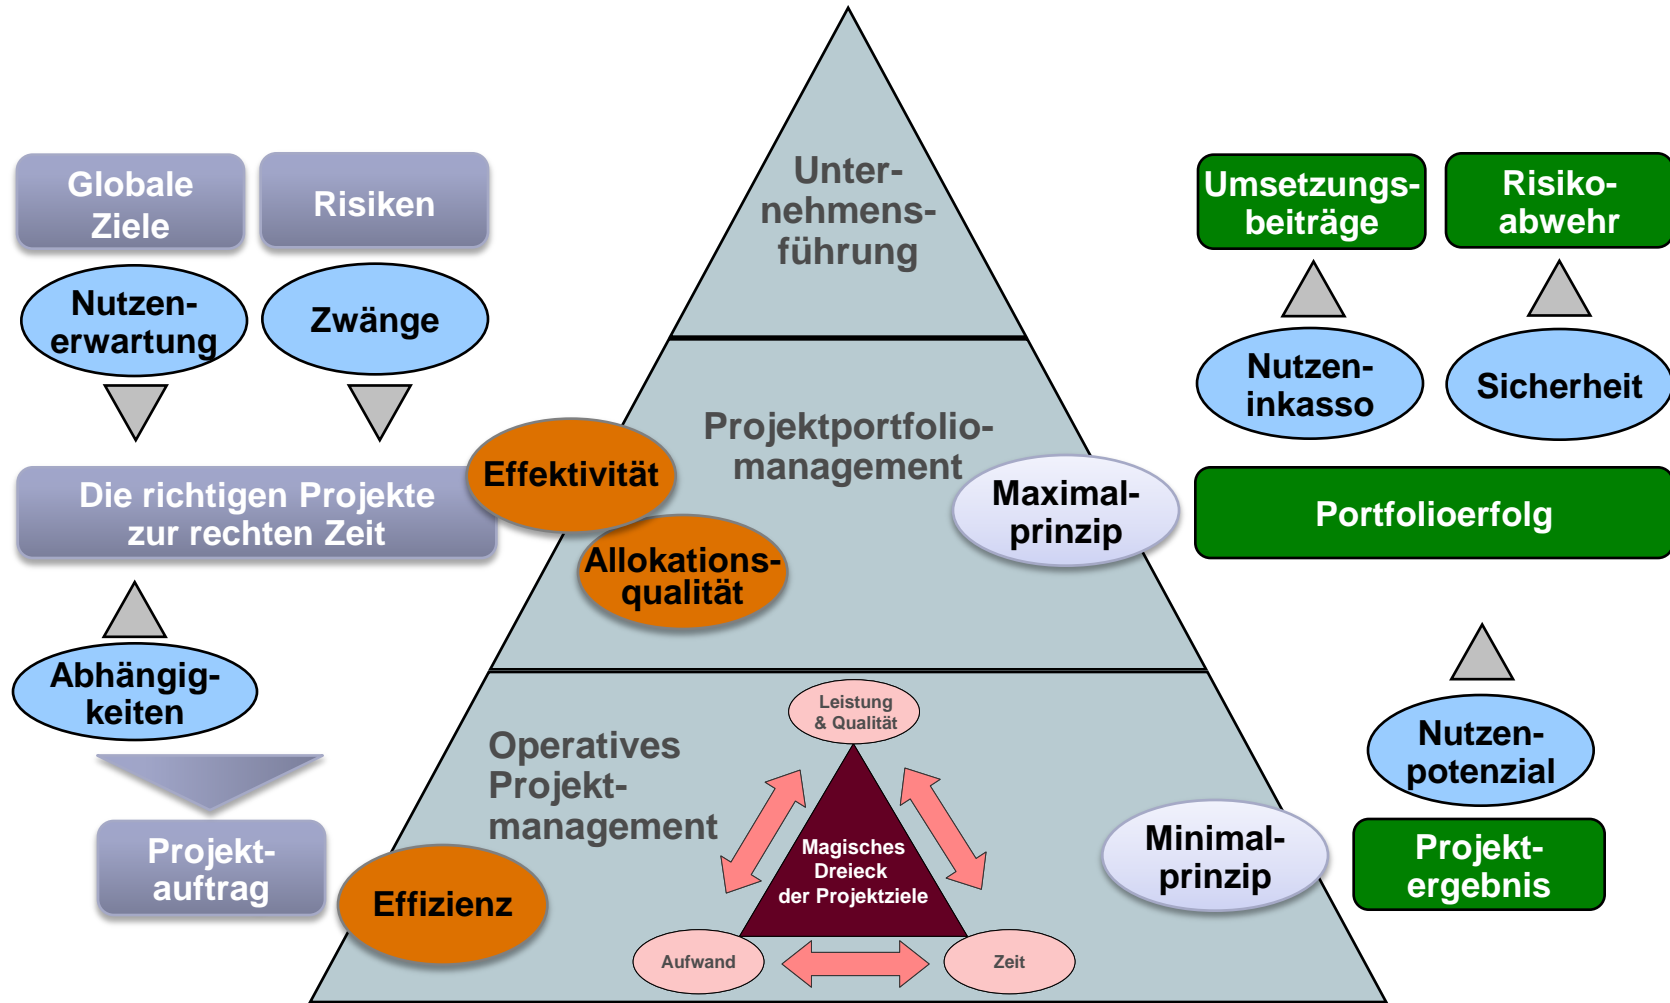 Unter-
nehmens-
führung
Globale
Ziele
Risiken
Umsetzungs-
beiträge
Risiko-
abwehr
Nutzen-
erwartung
Zwänge
Nutzen-
inkasso
Sicherheit
Projektportfolio-
management
Effektivität
Allokations-
qualität
Maximal-
prinzip
Die richtigen Projekte
zur rechten Zeit
Portfolioerfolg
Abhängig-
keiten
Nutzen-
potenzial
Operatives
Projekt-
management
Leistung
& Qualität
Magisches
Dreieck
der Projektziele
Aufwand
Zeit
Projekt-
auftrag
Effizienz
Minimal-
prinzip
Projekt-
ergebnis